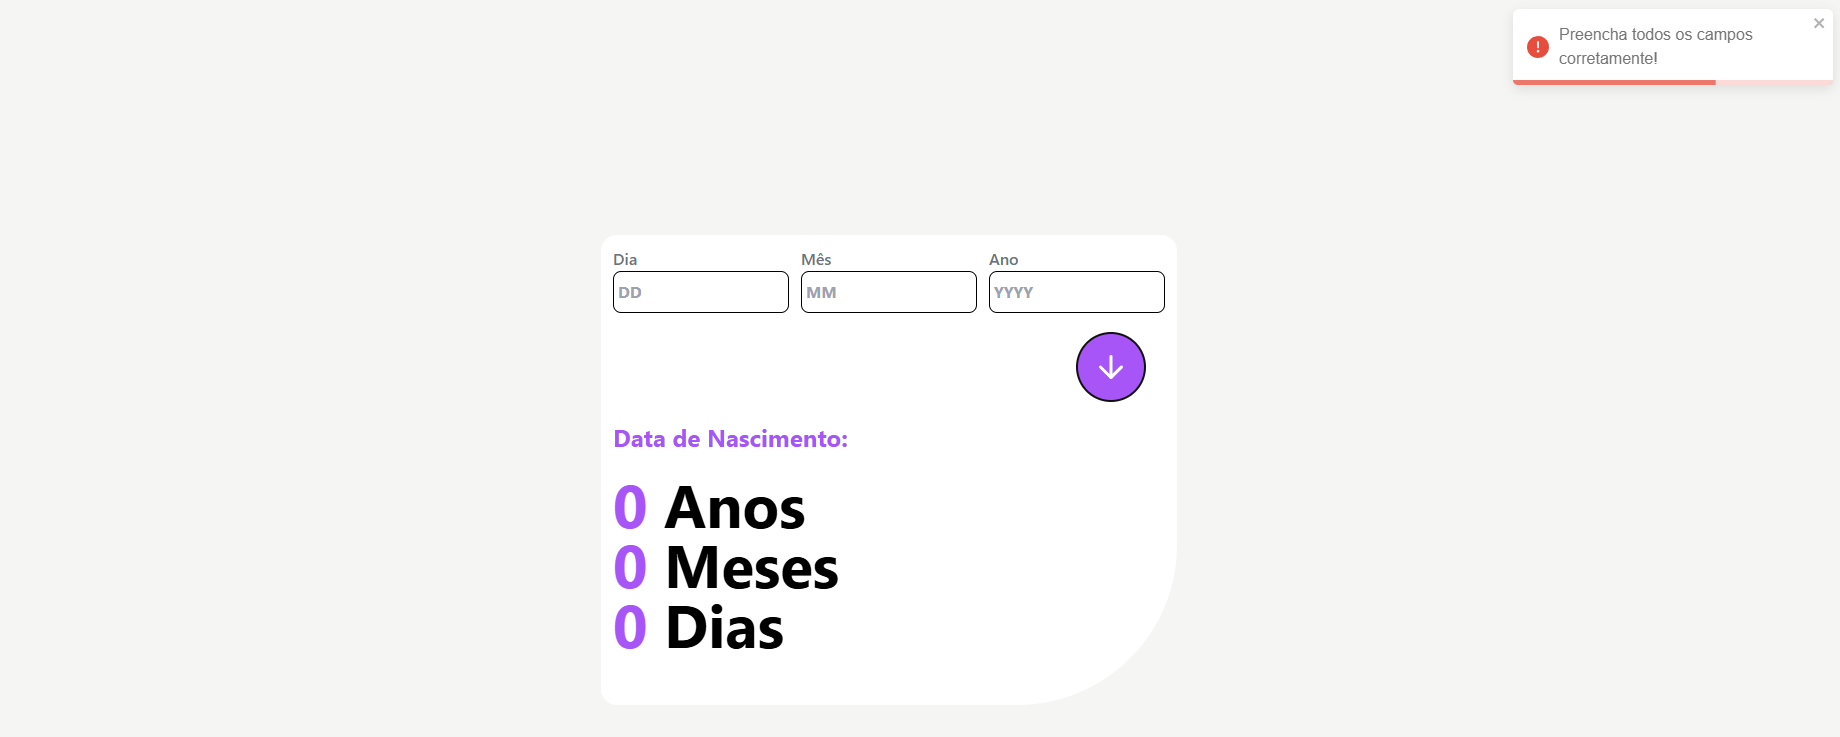 Preencha todos os campos
corretamente!
Dia Mês Ano
DD MM YYYY
Data de Nascimento:
0 Anos
0 Meses
0 Dias